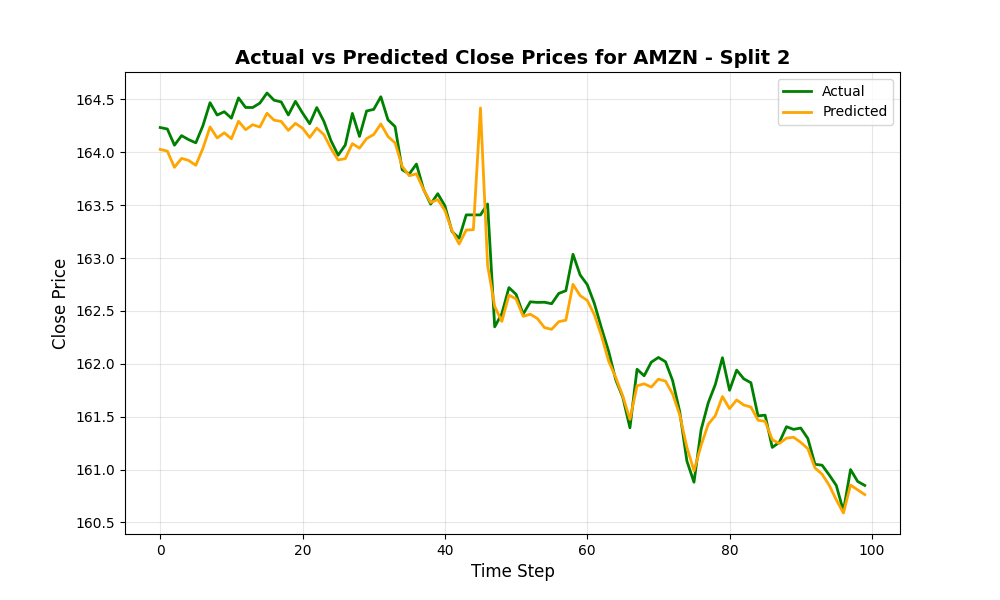 Actual vs Predicted Close Prices for AMZN - Split 2
Actual
Predicted
Close Price
164.5
164.0
163.5
163.0
162.5
162.0
161.5
161.0
160.5
0 20 40 60 80 100
Time Step